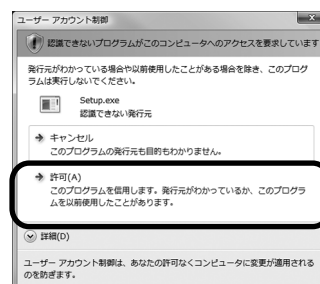 ユーザー アカウント制御
認識できないプログラムがこのコンピュータへのアクセスを要求しています
発行元がわかっている場合や以前使用したことがある場合を除き、このプログ
ラムは実行しないでください。
Setup.exe
認識できない発行元
キャンセル
このプログラムの発行元も目的もわかりません。
許可(A)
このプログラムを信用します。発行元がわかっているか、このプログラ
ムを以前使用したことがあります。
詳細(D)
ユーザー アカウント制御は、あなたの許可なくコンピュータに変更が適用される
のを防ぎます。